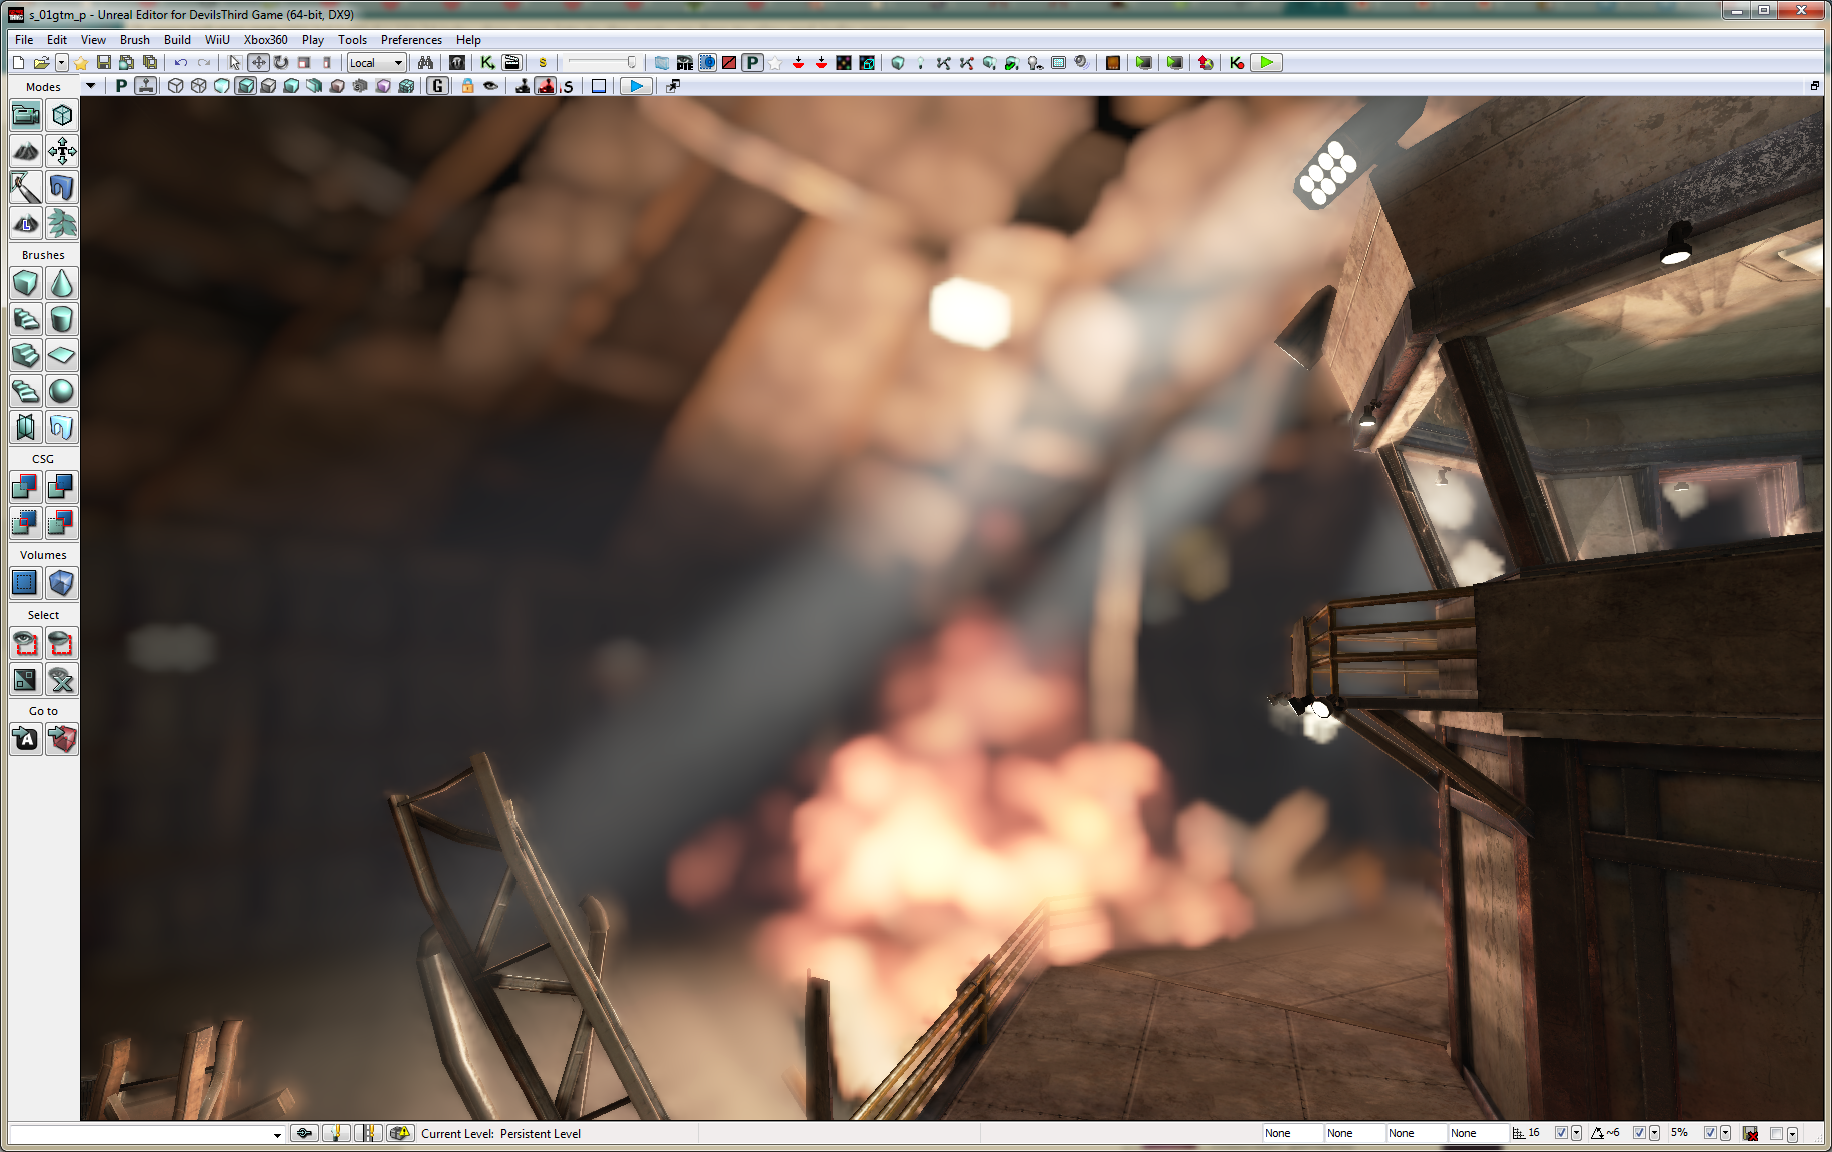 s_01gtm_p - Unreal Editor for DevilsThird Game (64-bit, DX9)
File Edit View Brush Build WiiU Xbox360 Play Tools Preferences Help
Local
P
Modes
P
G
S
Brushes
CSG
Volumes
Select
Go to
Current Level: Persistent Level
None None None None 16 ~6 5%